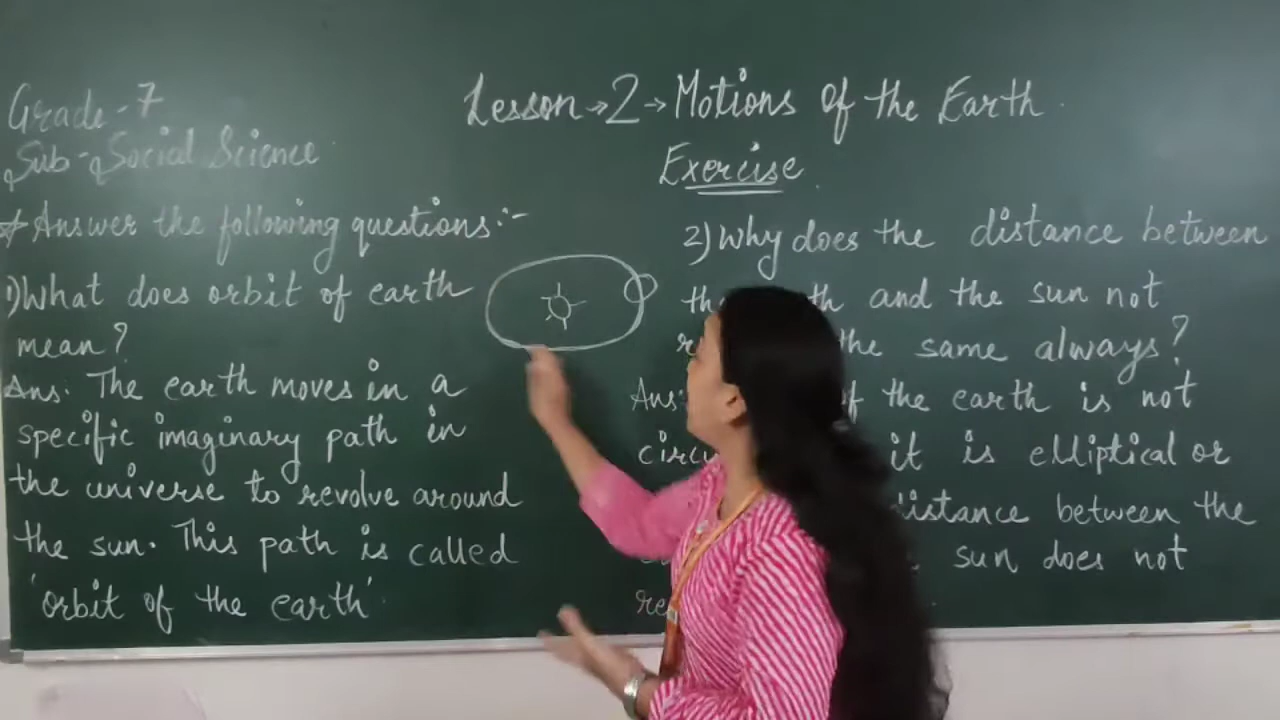 Grade-7
Sub-Social Science
Lesson→2→Motions of the Earth
Exercise
Answer the following questions:-
1)What does orbit of earth
mean?
Ans. The earth moves in a
specific imaginary path in
the universe to revolve around
the sun. This path is called
'orbit of the earth'
2)Why does the distance between
and the sun not
the same always?
Ans: of the earth is not
it is elliptical or
distance between the
sun does not